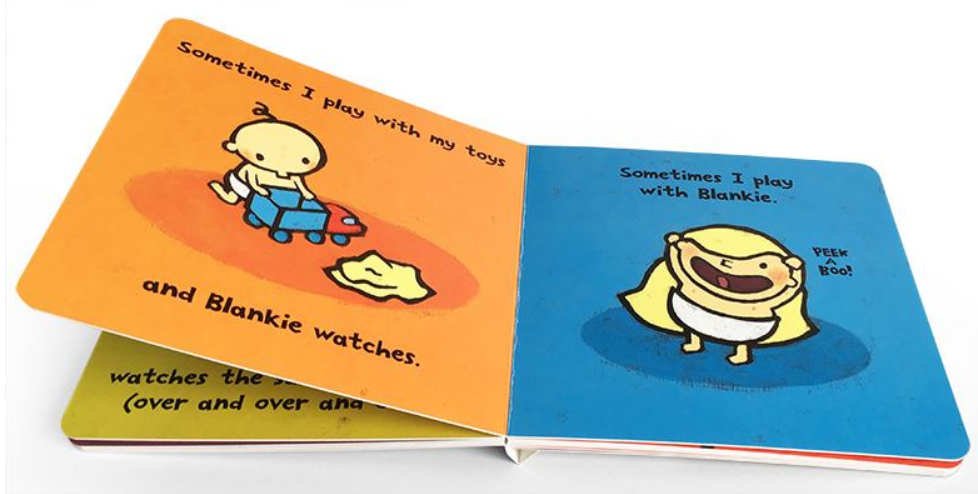 Sometimes I play with my toys
and Blankie watches.
Sometimes I play
with Blankie.
PEEK
A
BOO!
watches the
(over and over and